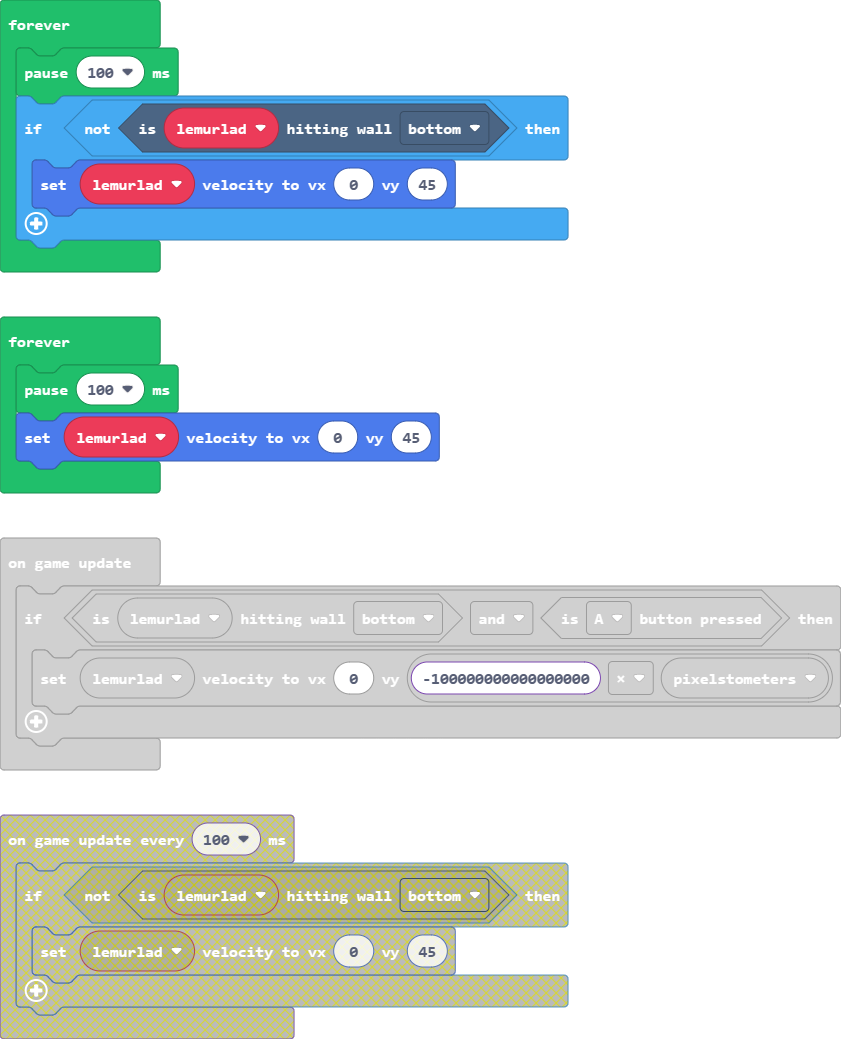 forever
pause 100 ms
if not is lemurlad hitting wall bottom then
set lemurlad velocity to vx 0 vy 45
forever
pause 100 ms
set lemurlad velocity to vx 0 vy 45
on game update
if is lemurlad hitting wall bottom and is A button pressed then
set lemurlad velocity to vx 0 vy -100000000000000000 × pixelstometers
on game update every 100 ms
if not is lemurlad hitting wall bottom then
set lemurlad velocity to vx 0 vy 45